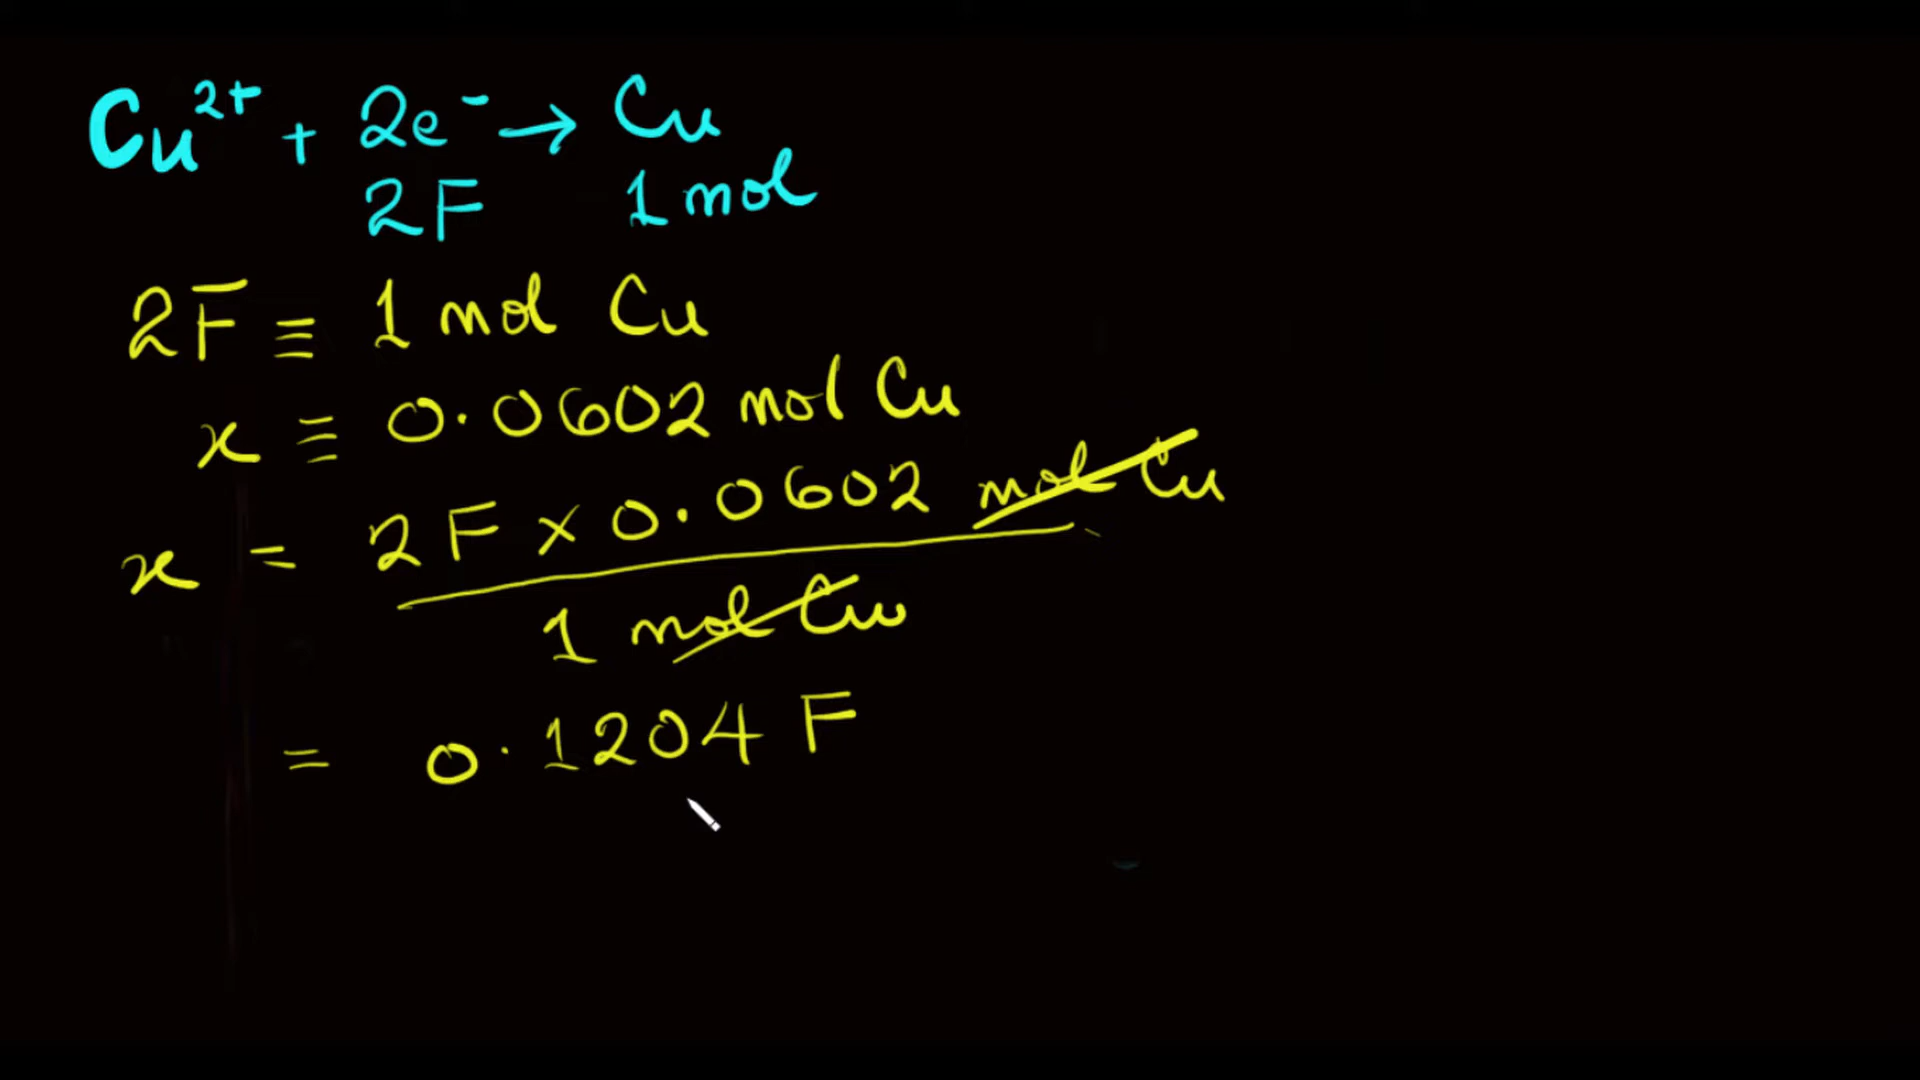 Cu²⁺ + 2e⁻ → Cu
2F 1 mol
2F ≡ 1 mol Cu
x ≡ 0.0602 mol Cu
x = 2F x 0.0602 mol Cu
1 mol Cu
= 0.1204 F